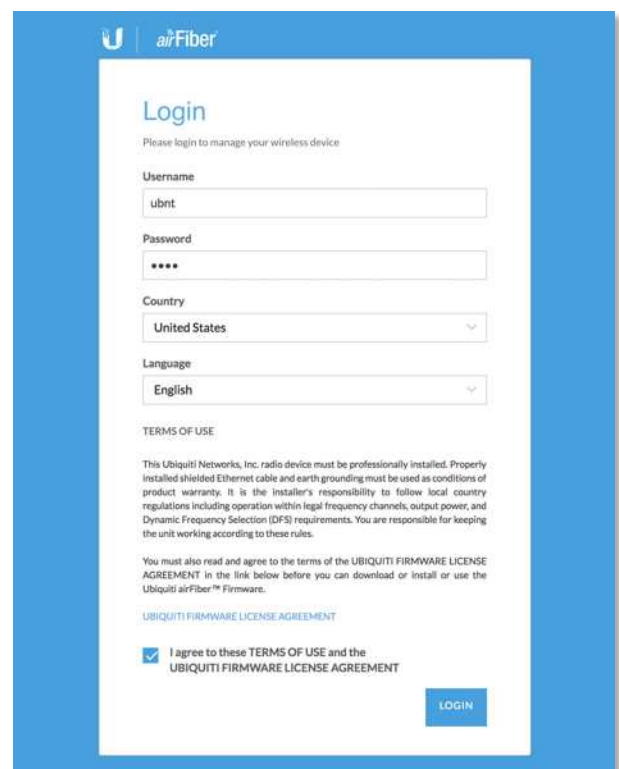 airFiber
Login
Please login to manage your wireless device
Username
ubnt
Password
••••
Country
United States
Language
English
TERMS OF USE
This Ubiquiti Networks, Inc. radio device must be professionally installed. Properly
installed shielded Ethernet cable and earth grounding must be used as conditions of
product warranty. It is the installer's responsibility to follow local country
regulations including operation within legal frequency channels, output power, and
Dynamic Frequency Selection (DFS) requirements. You are responsible for keeping
the unit working according to these rules.
You must also read and agree to the terms of the UBIQUITI FIRMWARE LICENSE
AGREEMENT in the link below before you can download or install or use the
Ubiquiti airFiber™ Firmware.
UBIQUITI FIRMWARE LICENSE AGREEMENT
I agree to these TERMS OF USE and the
UBIQUITI FIRMWARE LICENSE AGREEMENT
LOGIN